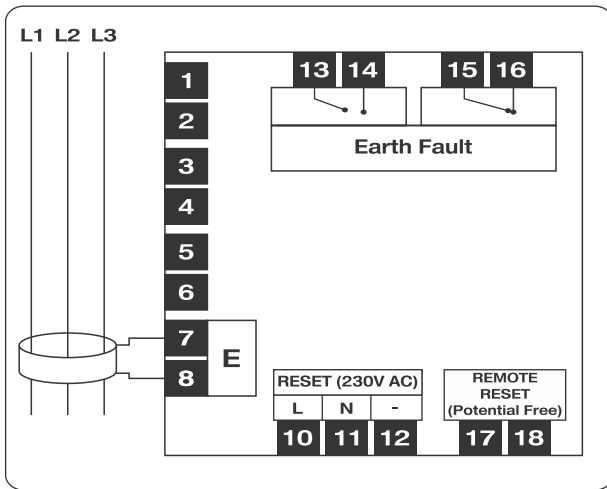 L1 L2 L3
13 14 15 16
1
2
3
4
5
6
7
8
Earth Fault
E
RESET (230V AC)
L N -
10 11 12
REMOTE
RESET
(Potential Free)
17 18